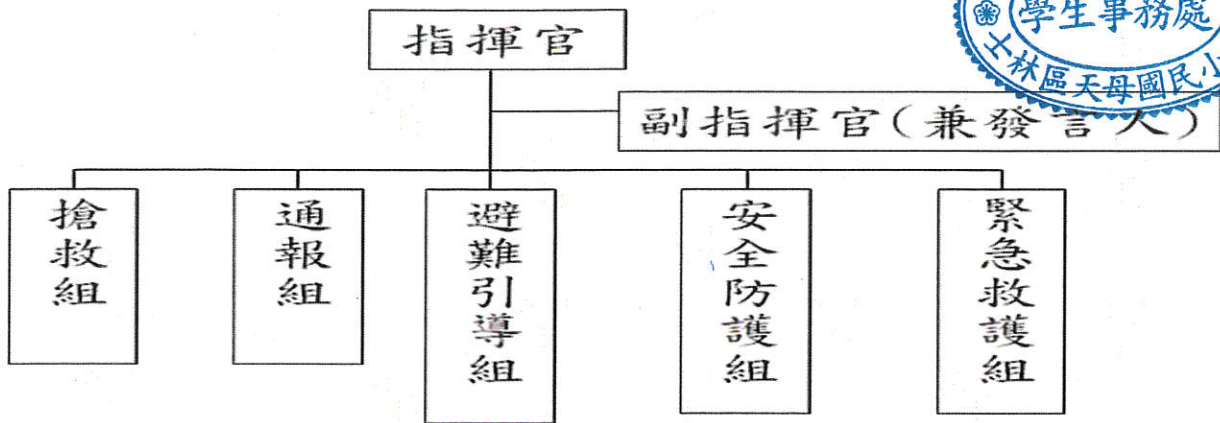 指揮官
學生事務處
士林區天母國民小
副指揮官(兼發言人)
搶救組
通報組
避難引導組
安全防護組
緊急救護組